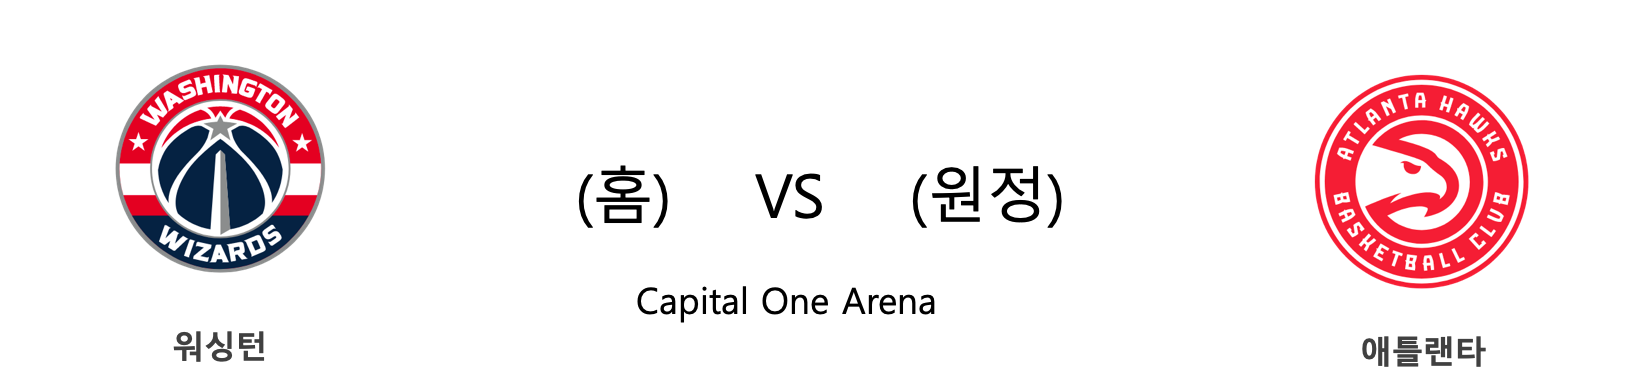 WASHINGTON
WIZARDS
(홈) VS (원정)
Capital One Arena
워싱턴
ATLANTA HAWKS
BASKETBALL CLUB
애틀랜타